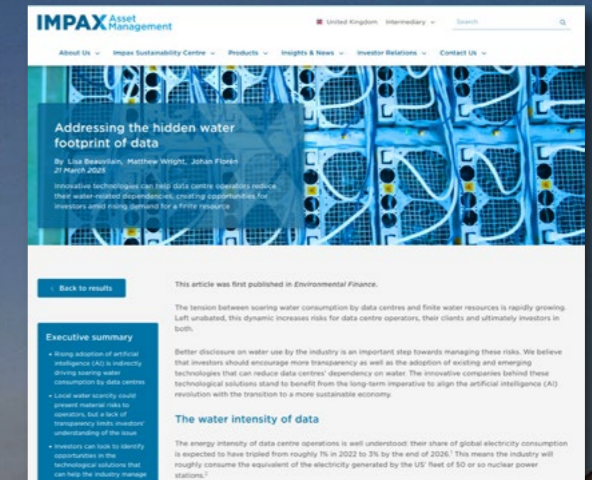 IMPAX Asset Management
United Kingdom Intermediary
Search
About Us Impax Sustainability Centre Products Insights & News Investor Relations Contact Us
Addressing the hidden water
footprint of data
By Lisa Beauvilain, Matthew Wright, Johan Florén
21 March 2025
Innovative technologies can help data centre operators reduce
their water-related dependencies, creating opportunities for
investors amid rising demand for a finite resource
< Back to results
Executive summary
• Rising adoption of artificial
intelligence (AI) is indirectly
driving soaring water
consumption by data centres
• Local water scarcity could
present material risks to
operators, but a lack of
transparency limits investors'
understanding of the issue
• Investors can look to identify
opportunities in the
technological solutions that
can help the industry manage
This article was first published in Environmental Finance.
The tension between soaring water consumption by data centres and finite water resources is rapidly growing.
Left unabated, this dynamic increases risks for data centre operators, their clients and ultimately investors in
both.
Better disclosure on water use by the industry is an important step towards managing these risks. We believe
that investors should encourage more transparency as well as the adoption of existing and emerging
technologies that can reduce data centres' dependency on water. The innovative companies behind these
technological solutions stand to benefit from the long-term imperative to align the artificial intelligence (AI)
revolution with the transition to a more sustainable economy.
The water intensity of data
The energy intensity of data centre operations is well understood: their share of global electricity consumption
is expected to have tripled from roughly 1% in 2022 to 3% by the end of 2026.¹ This means the industry will
roughly consume the equivalent of the electricity generated by the US' fleet of 50 or so nuclear power
stations.²